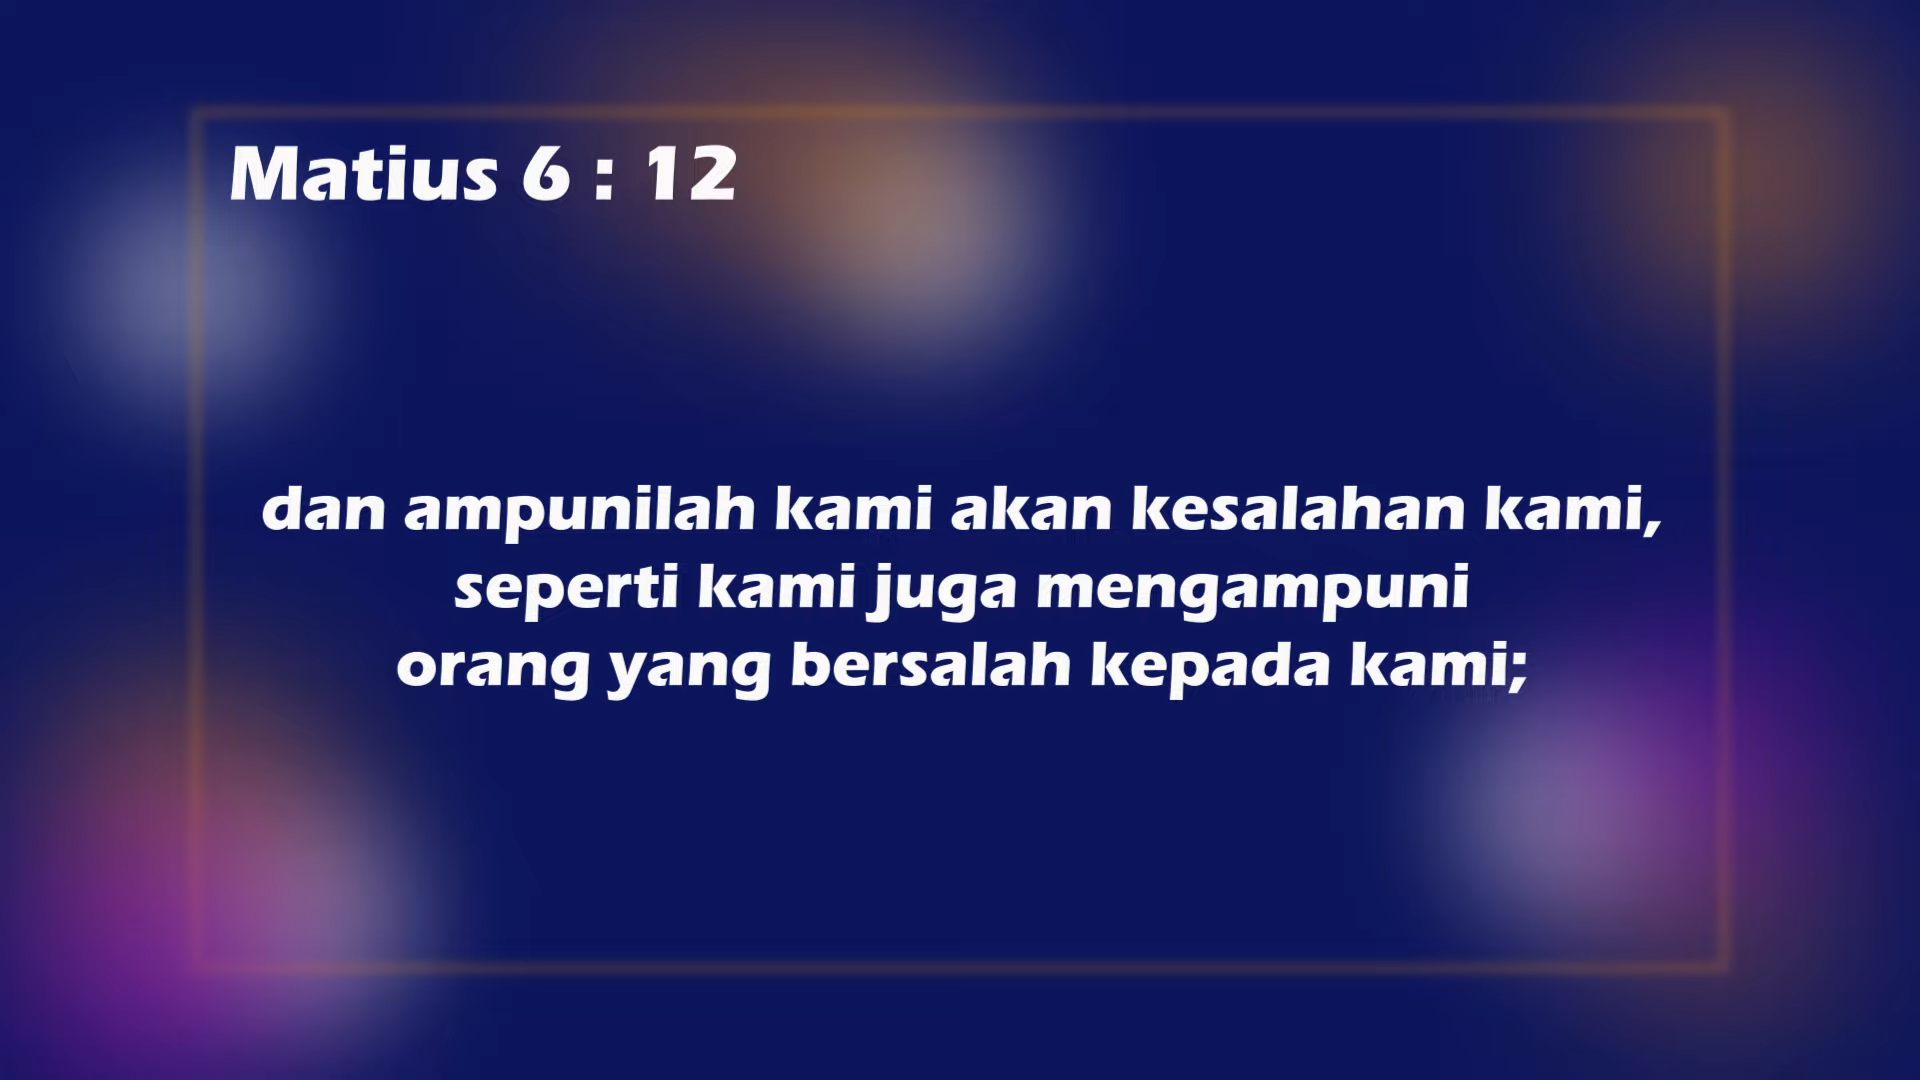 Matius 6 : 12
dan ampunilah kami akan kesalahan kami,
seperti kami juga mengampuni
orang yang bersalah kepada kami;